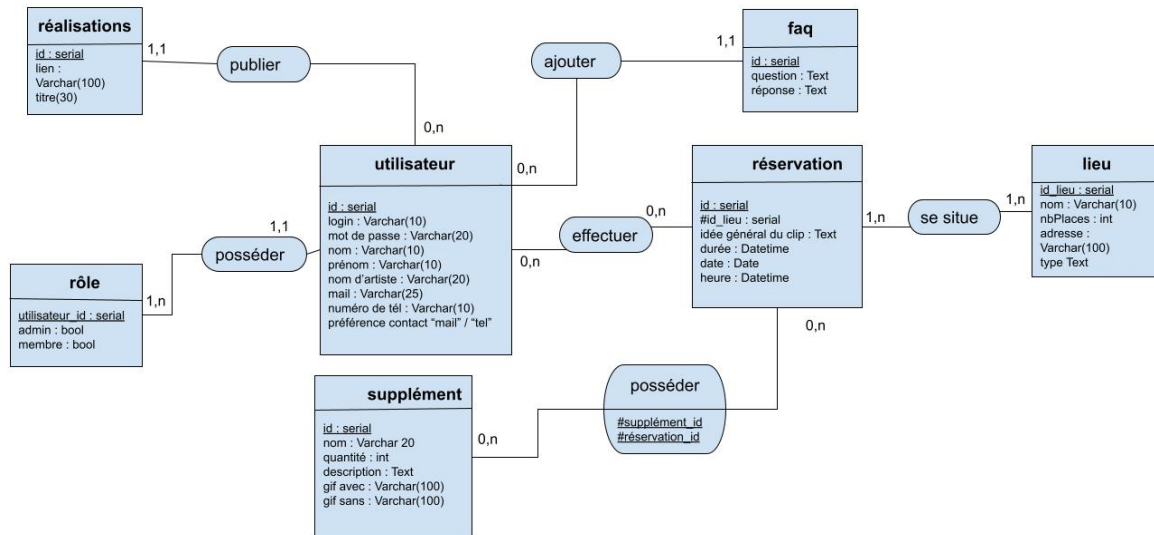 réalisations
id : serial
lien :
Varchar(100)
titre(30)
1,1
publier
0,n
ajouter
1,1
faq
id : serial
question : Text
réponse : Text
0,n
utilisateur
id : serial
login : Varchar(10)
mot de passe : Varchar(20)
nom : Varchar(10)
prénom : Varchar(10)
nom d'artiste : Varchar(20)
mail : Varchar(25)
numéro de tél : Varchar(10)
préférence contact “mail” / “tel”
0,n
effectuer
0,n
réservation
id : serial
#id_lieu : serial
idée général du clip : Text
durée : Datetime
date : Date
heure : Datetime
1,n
se situe
1,n
lieu
id_lieu : serial
nom : Varchar(10)
nbPlaces : int
adresse :
Varchar(100)
type Text
1,1
posséder
1,n
rôle
utilisateur_id : serial
admin : bool
membre : bool
0,n
posséder
#supplément_id
#réservation_id
0,n
supplément
id : serial
nom : Varchar 20
quantité : int
description : Text
gif avec : Varchar(100)
gif sans : Varchar(100)